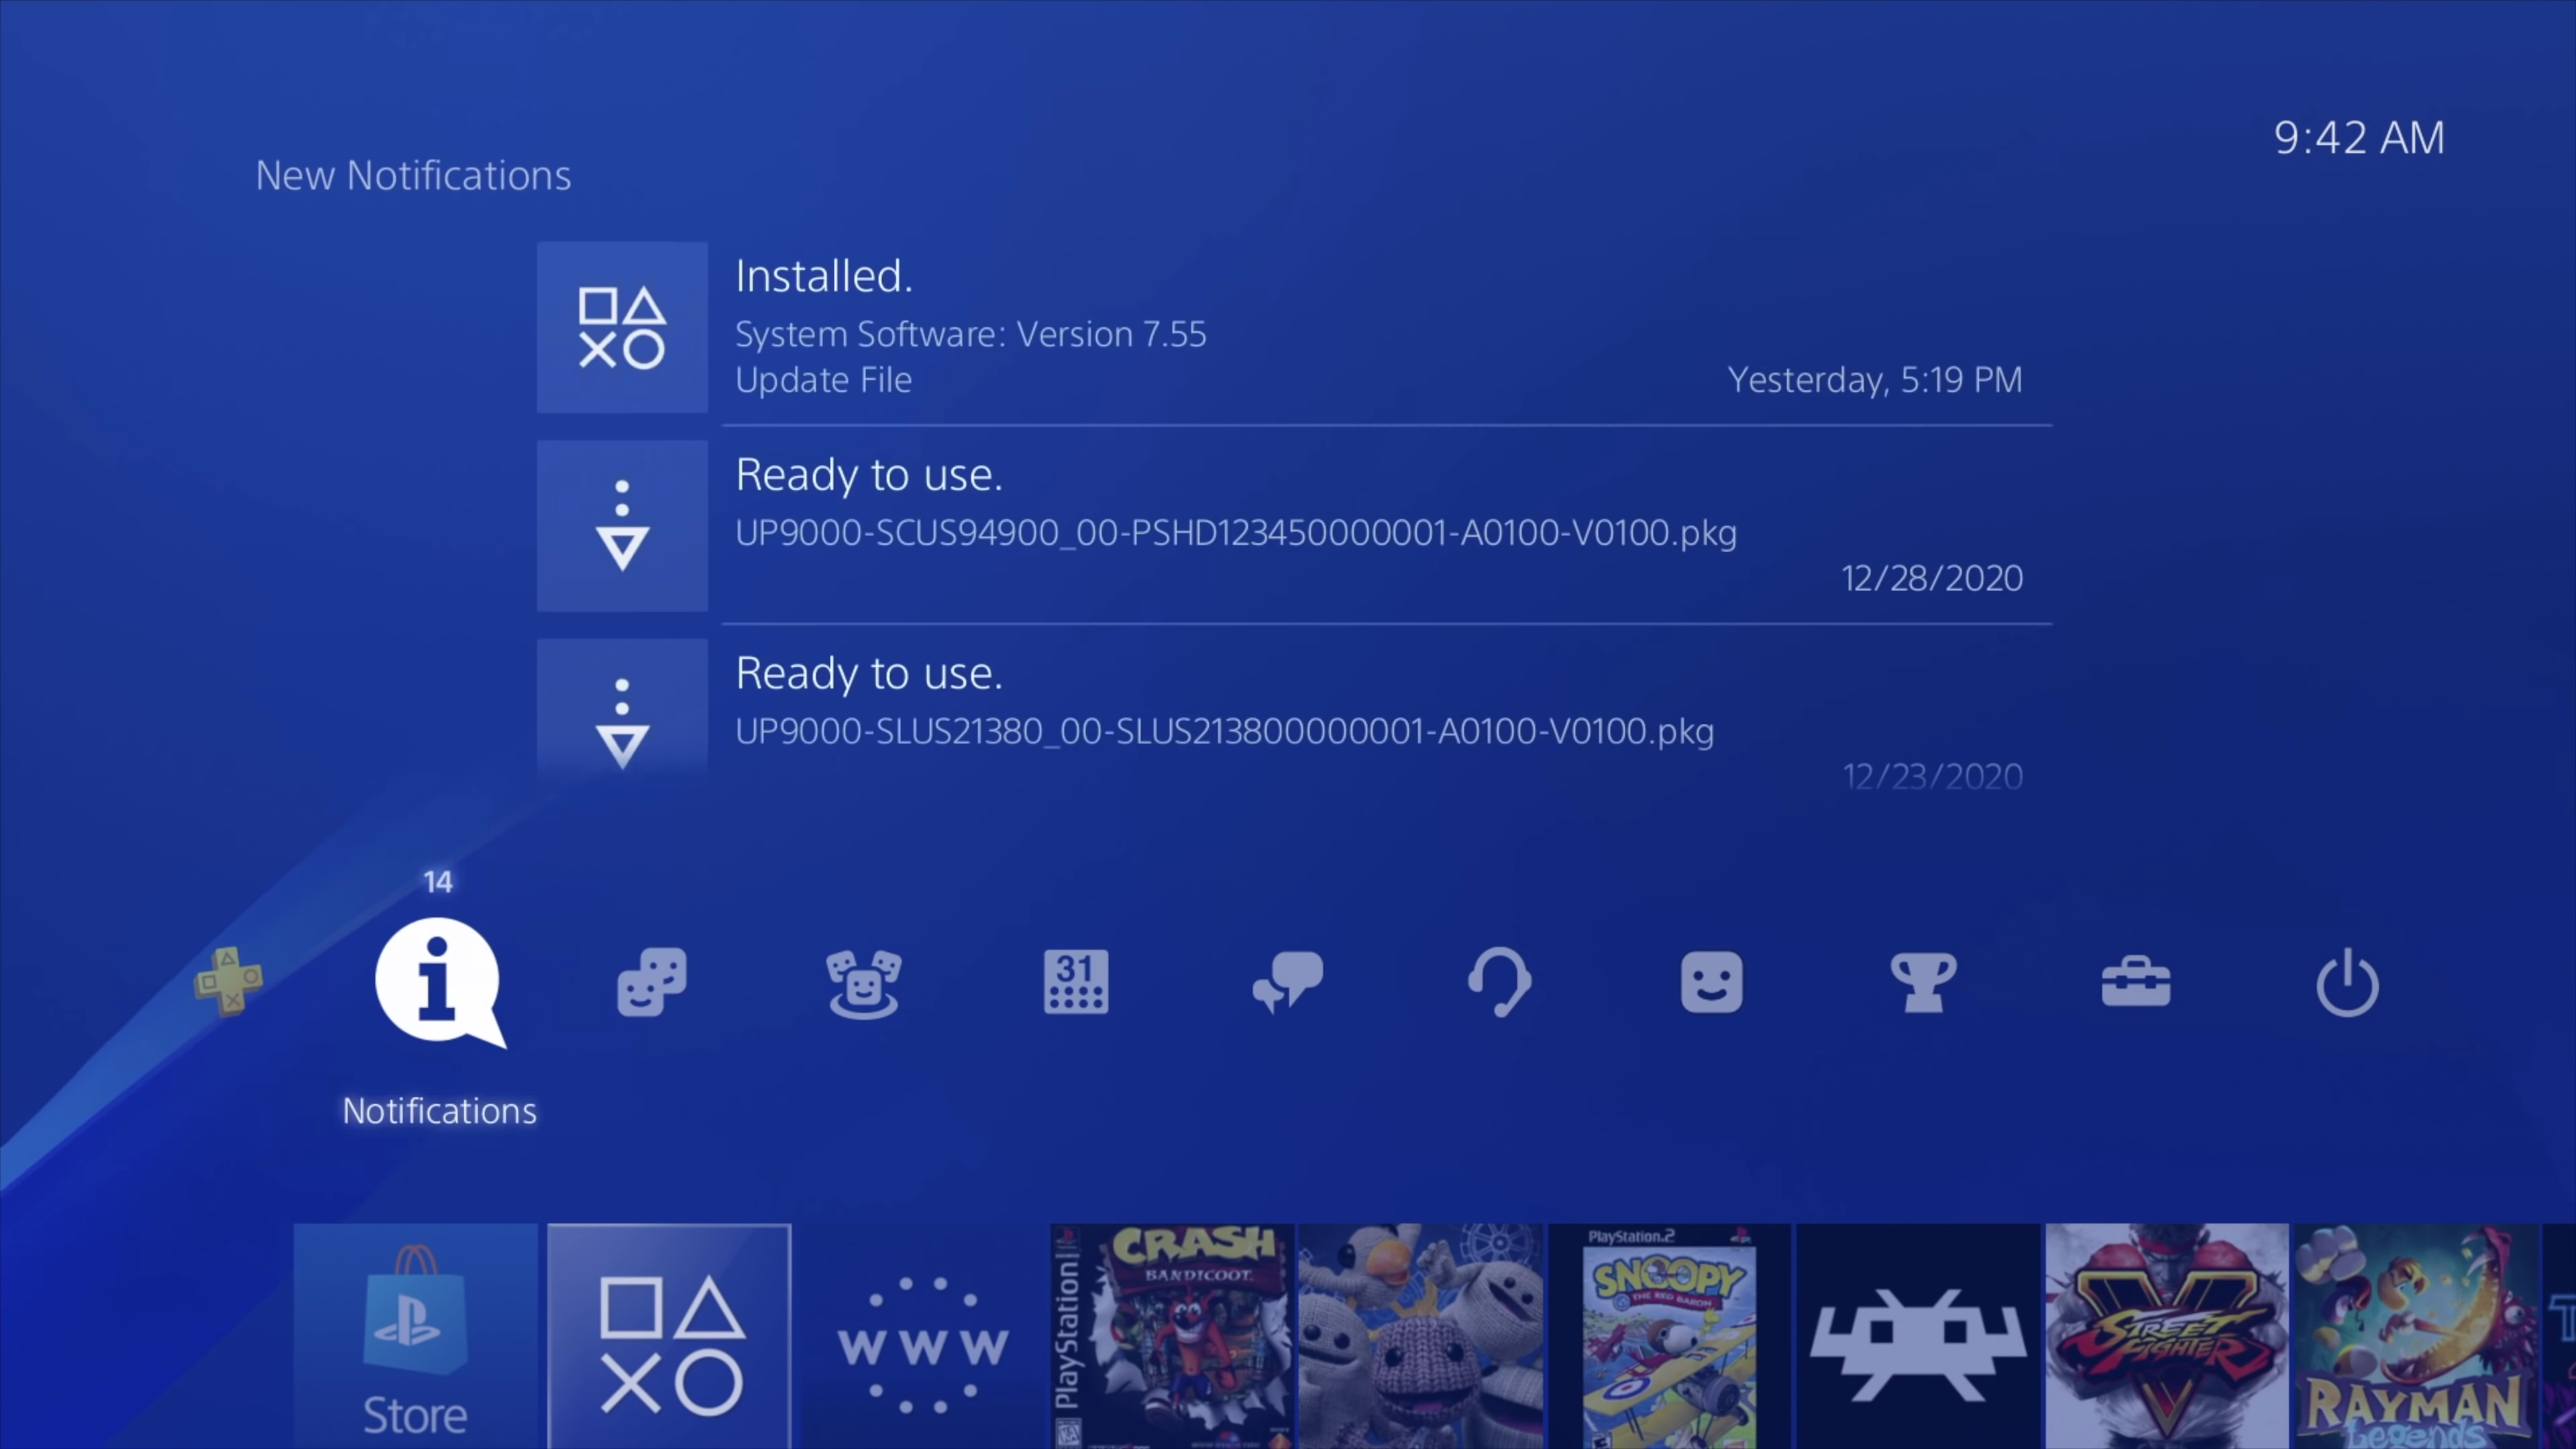 9:42 AM
New Notifications
Installed.
System Software: Version 7.55
Update File
Yesterday, 5:19 PM
Ready to use.
UP9000-SCUS94900_00-PSHD123450000001-A0100-V0100.pkg
12/28/2020
Ready to use.
UP9000-SLUS21380_00-SLUS213800000001-A0100-V0100.pkg
12/23/2020
14
31
Notifications
Store
WWW
PlayStation
CRASH
BANDICOOT
PlayStation.2
SNOOPY
THE RED BARON
V
STREET
FIGHTER
RAYMAN
Legends